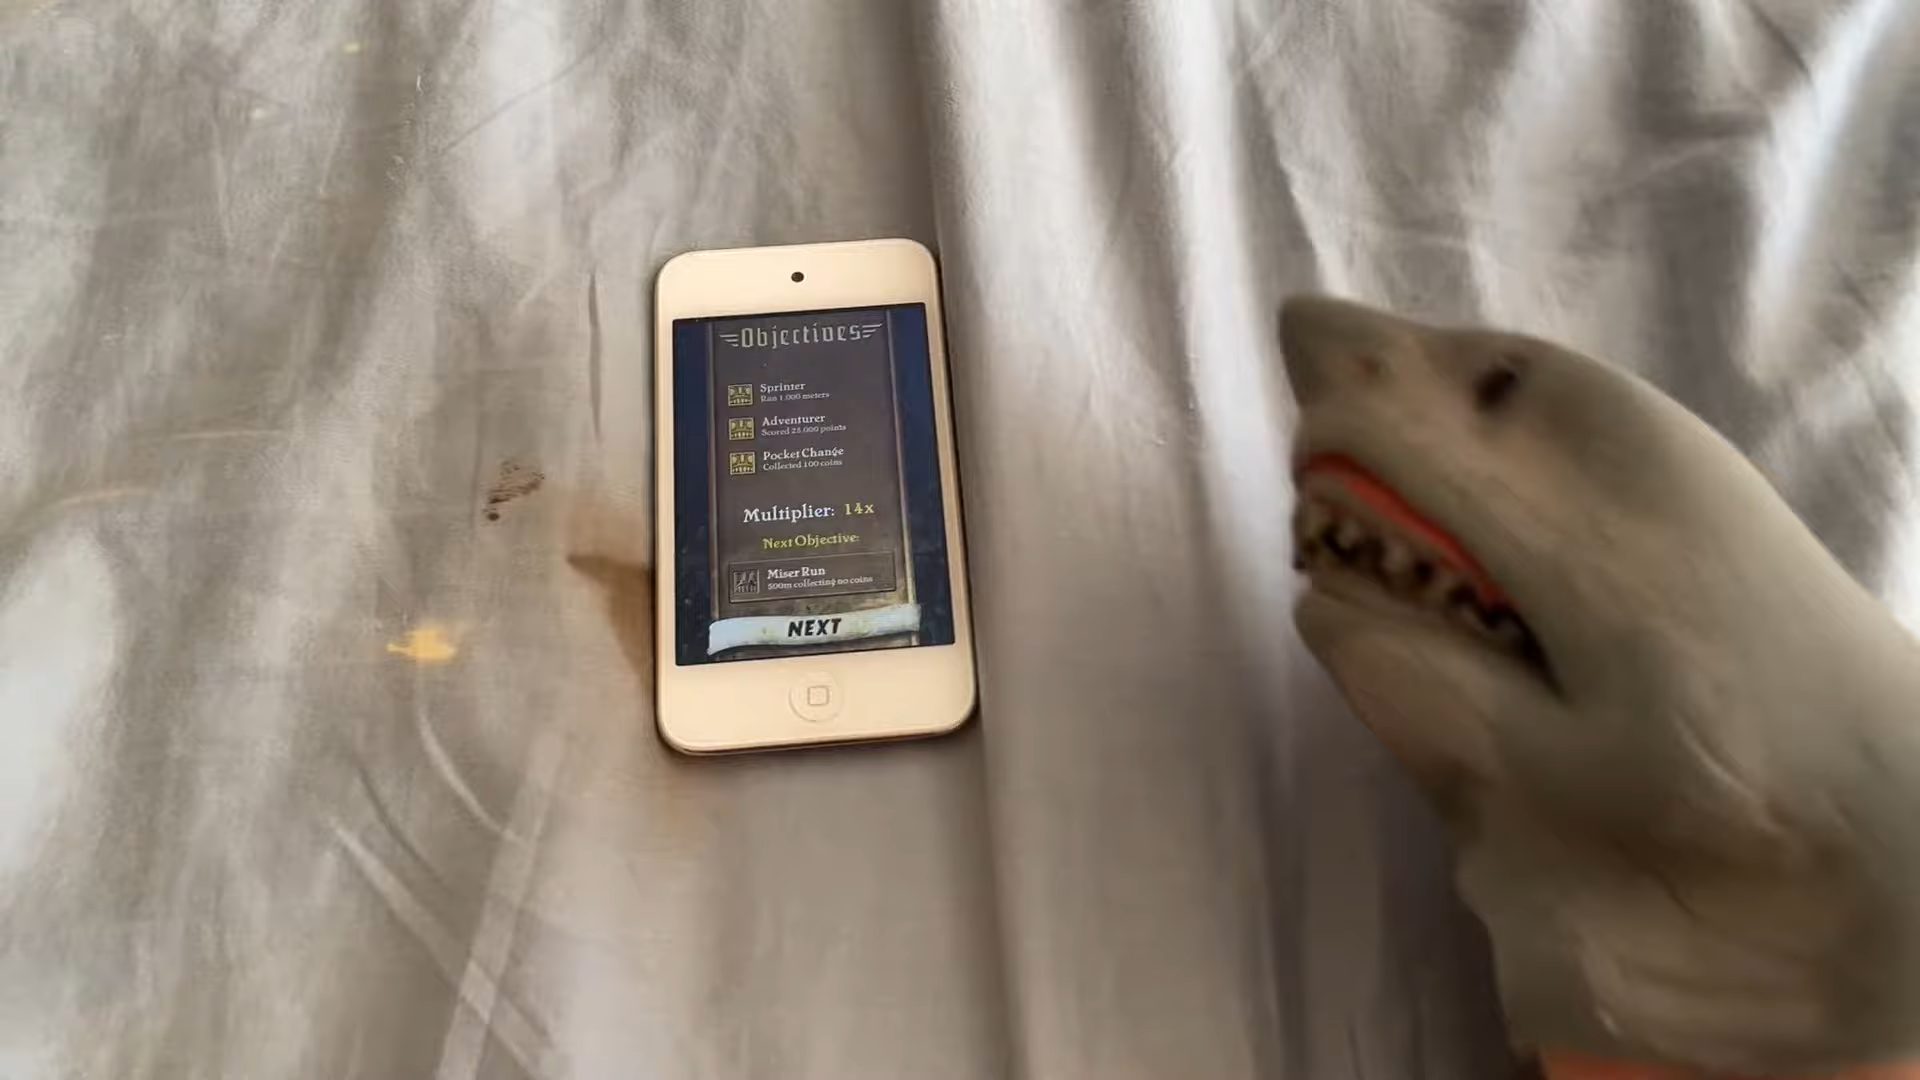 Objectives
Sprinter
Ran 1,000 meters
Adventurer
Scored 25,000 points
Pocket Change
Collected 100 coins
Multiplier: 14x
Next Objective:
Miser Run
500m collecting no coins
NEXT